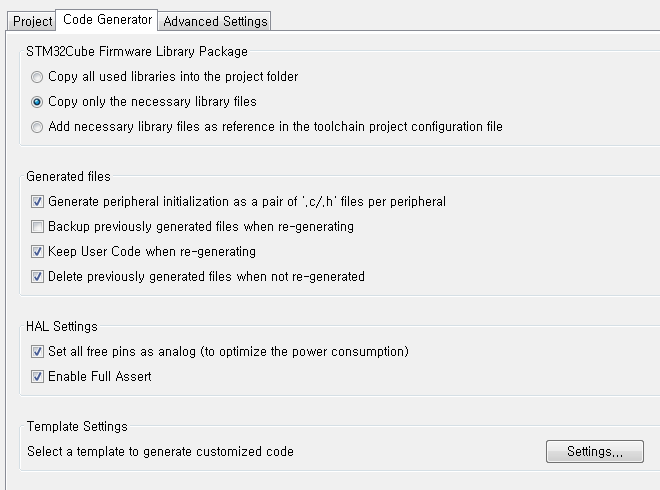 Project Code Generator Advanced Settings
STM32Cube Firmware Library Package
Copy all used libraries into the project folder
Copy only the necessary library files
Add necessary library files as reference in the toolchain project configuration file
Generated files
Generate peripheral initialization as a pair of '.c/.h' files per peripheral
Backup previously generated files when re-generating
Keep User Code when re-generating
Delete previously generated files when not re-generated
HAL Settings
Set all free pins as analog (to optimize the power consumption)
Enable Full Assert
Template Settings
Select a template to generate customized code Settings...